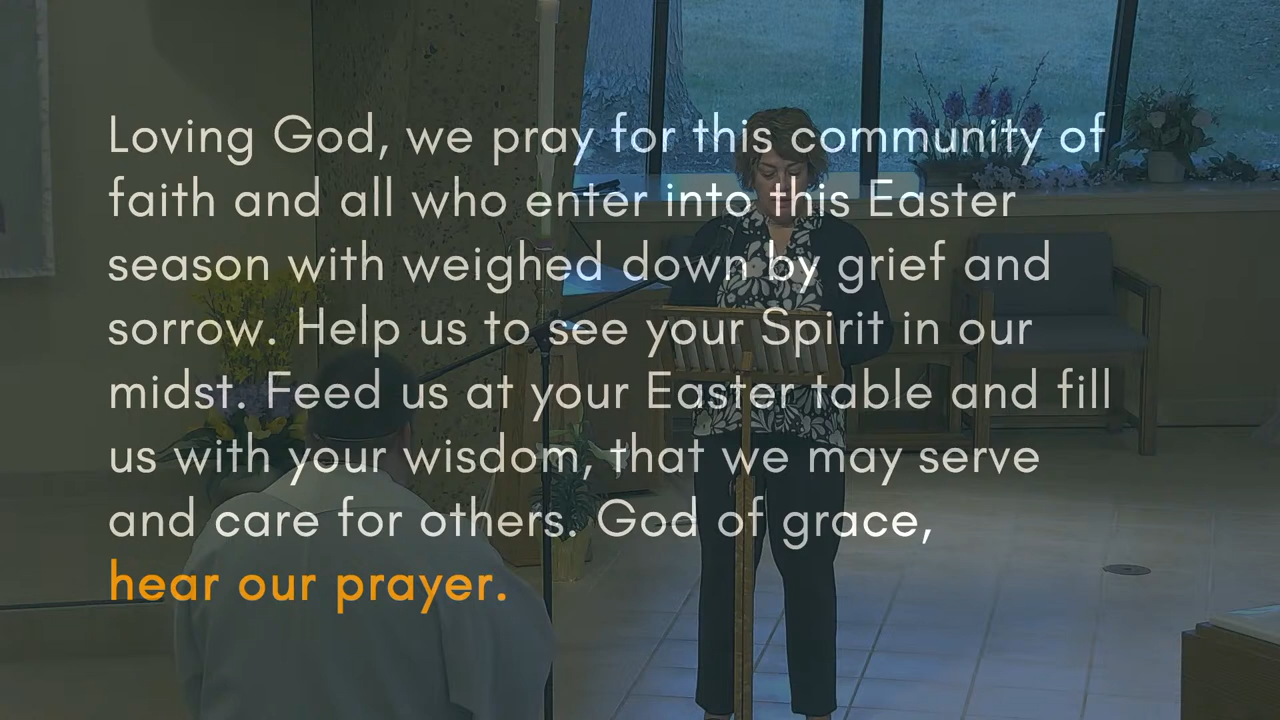 Loving God, we pray for this community of
faith and all who enter into this Easter
season with weighed down by grief and
sorrow. Help us to see your Spirit in our
midst. Feed us at your Easter table and fill
us with your wisdom, that we may serve
and care for others. God of grace,
hear our prayer.